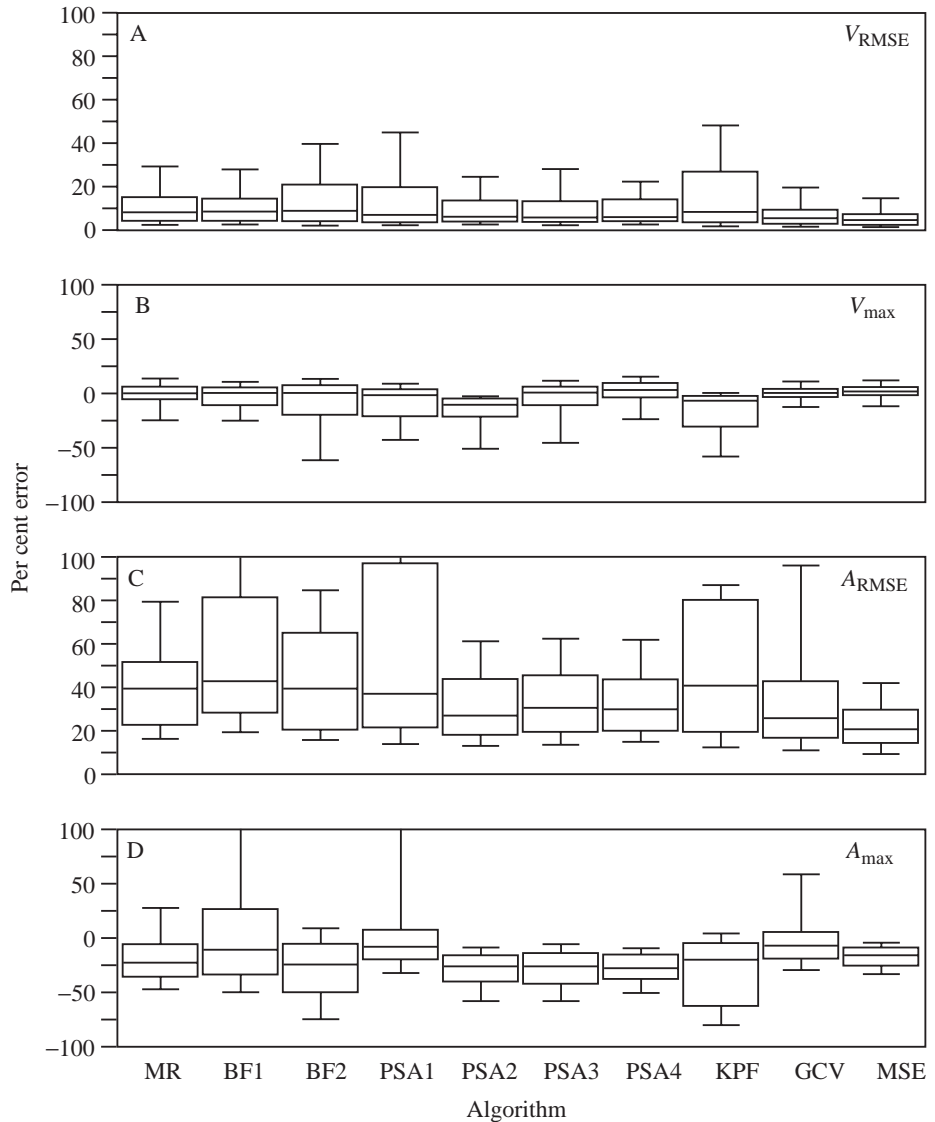 A
V_RMSE
100
80
60
40
20
0
B
V_max
100
50
0
−50
−100
Per cent error
C
A_RMSE
100
80
60
40
20
0
D
A_max
100
50
0
−50
−100
MR BF1 BF2 PSA1 PSA2 PSA3 PSA4 KPF GCV MSE
Algorithm